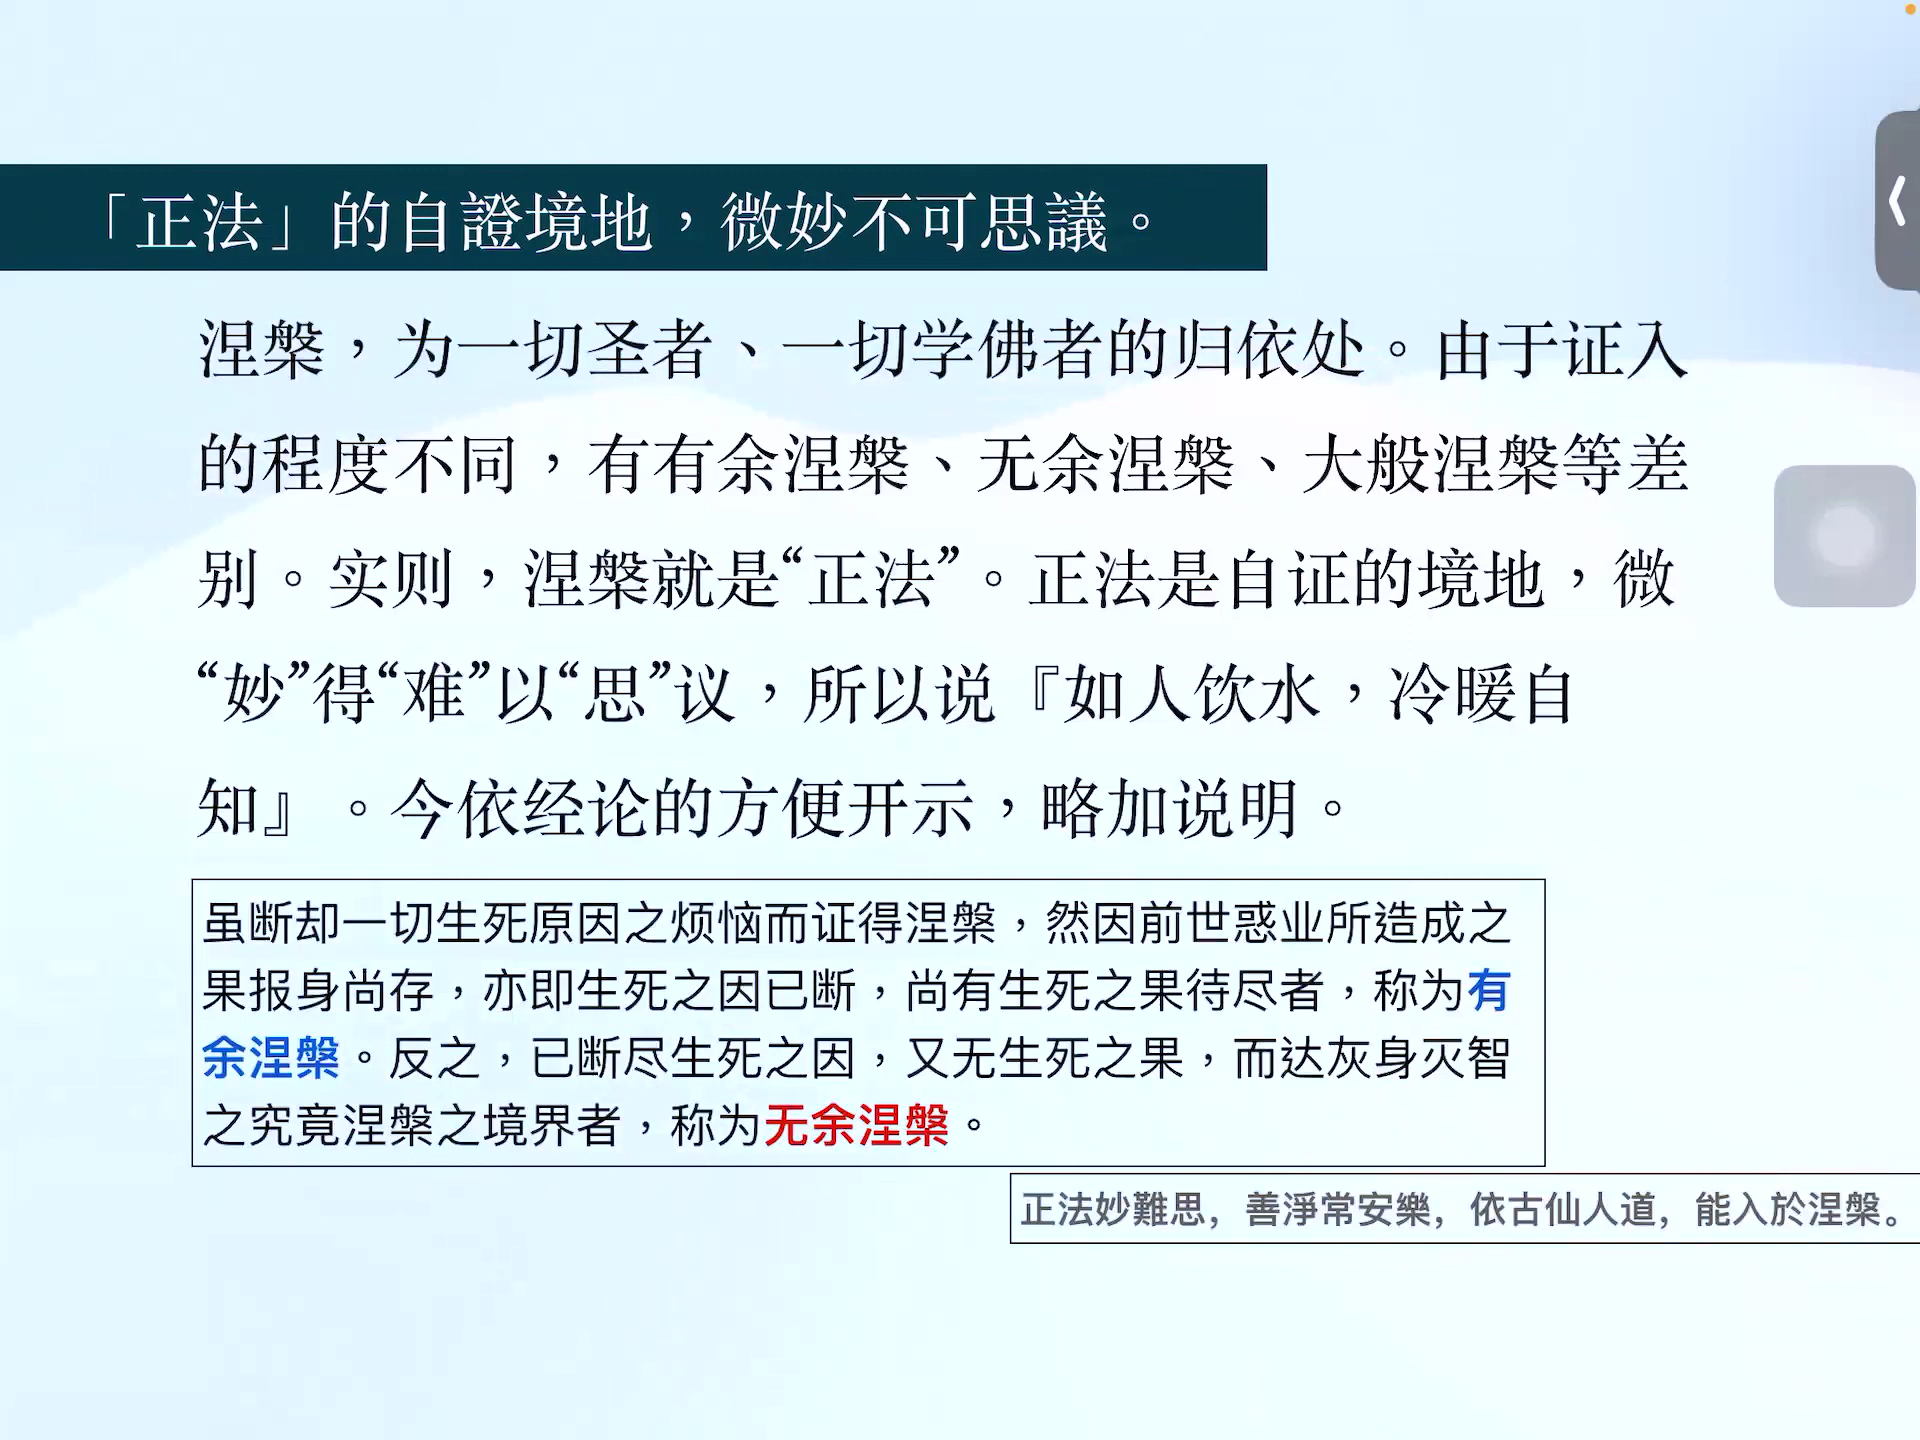 「正法」的自證境地，微妙不可思議。
涅槃，为一切圣者、一切学佛者的归依处。由于证入
的程度不同，有有余涅槃、无余涅槃、大般涅槃等差
别。实则，涅槃就是“正法”。正法是自证的境地，微
“妙”得“难”以“思”议，所以说『如人饮水，冷暖自
知』。今依经论的方便开示，略加说明。
虽断却一切生死原因之烦恼而证得涅槃，然因前世惑业所造成之
果报身尚存，亦即生死之因已断，尚有生死之果待尽者，称为有
余涅槃。反之，已断尽生死之因，又无生死之果，而达灰身灭智
之究竟涅槃之境界者，称为无余涅槃。
正法妙難思，善淨常安樂，依古仙人道，能入於涅槃。